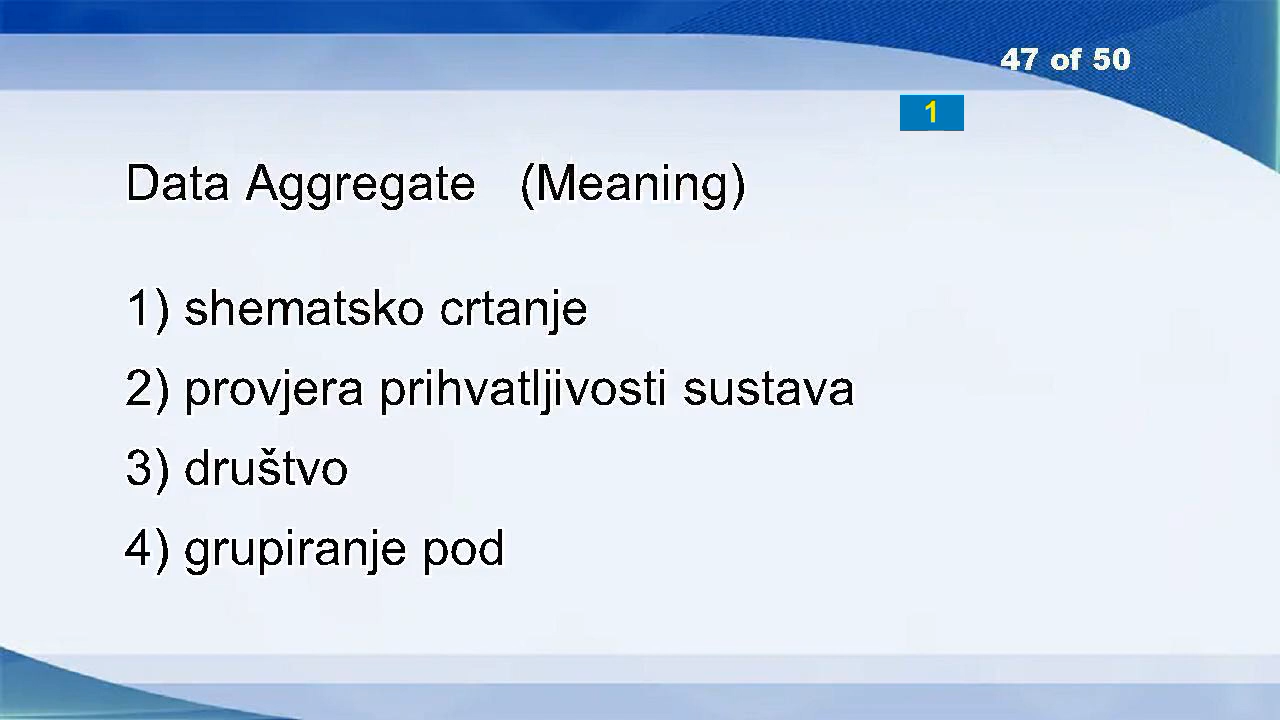 47 of 50
1
Data Aggregate (Meaning)
1) shematsko crtanje
2) provjera prihvatljivosti sustava
3) društvo
4) grupiranje pod